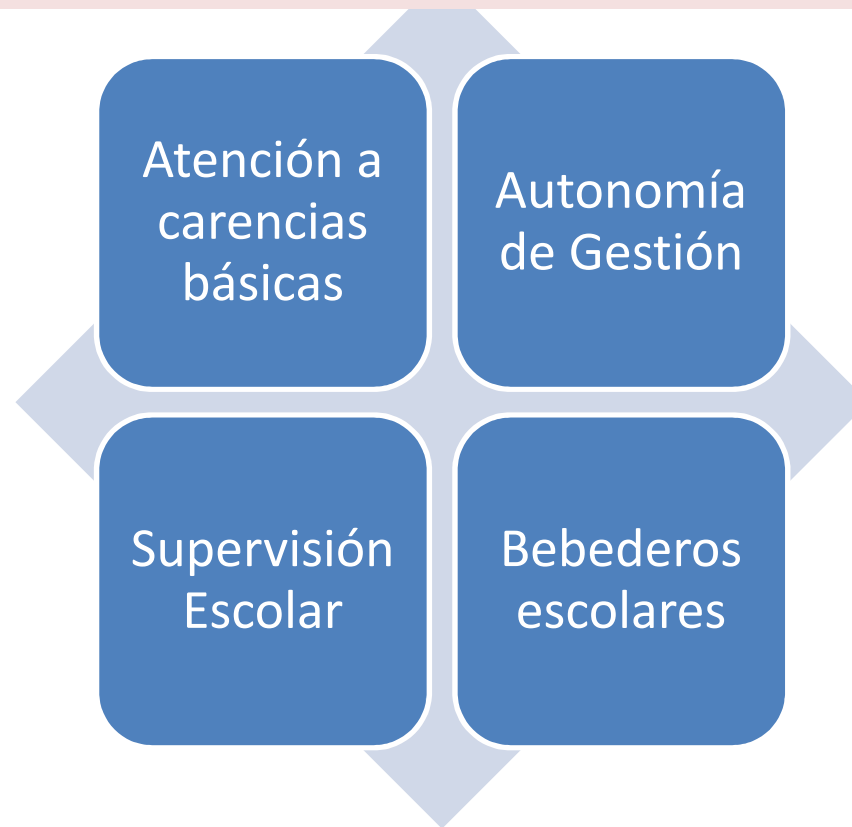 Atención a
carencias
básicas
Autonomía
de Gestión
Supervisión
Escolar
Bebederos
escolares